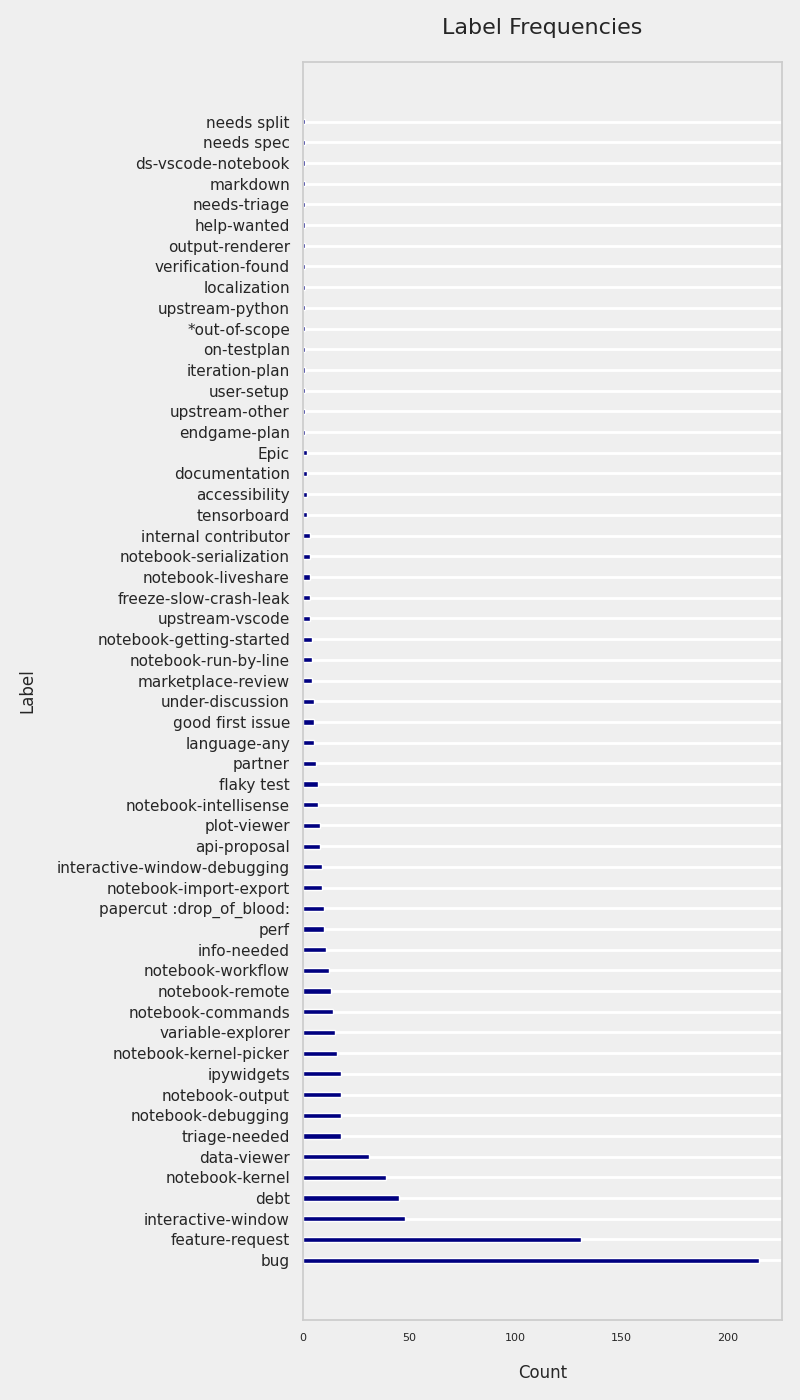 Label Frequencies
needs split
needs spec
ds-vscode-notebook
markdown
needs-triage
help-wanted
output-renderer
verification-found
localization
upstream-python
*out-of-scope
on-testplan
iteration-plan
user-setup
upstream-other
endgame-plan
Epic
documentation
accessibility
tensorboard
internal contributor
notebook-serialization
notebook-liveshare
freeze-slow-crash-leak
upstream-vscode
notebook-getting-started
notebook-run-by-line
marketplace-review
under-discussion
good first issue
language-any
partner
flaky test
notebook-intellisense
plot-viewer
api-proposal
interactive-window-debugging
notebook-import-export
papercut :drop_of_blood:
perf
info-needed
notebook-workflow
notebook-remote
notebook-commands
variable-explorer
notebook-kernel-picker
ipywidgets
notebook-output
notebook-debugging
triage-needed
data-viewer
notebook-kernel
debt
interactive-window
feature-request
bug
Label
0 50 100 150 200
Count